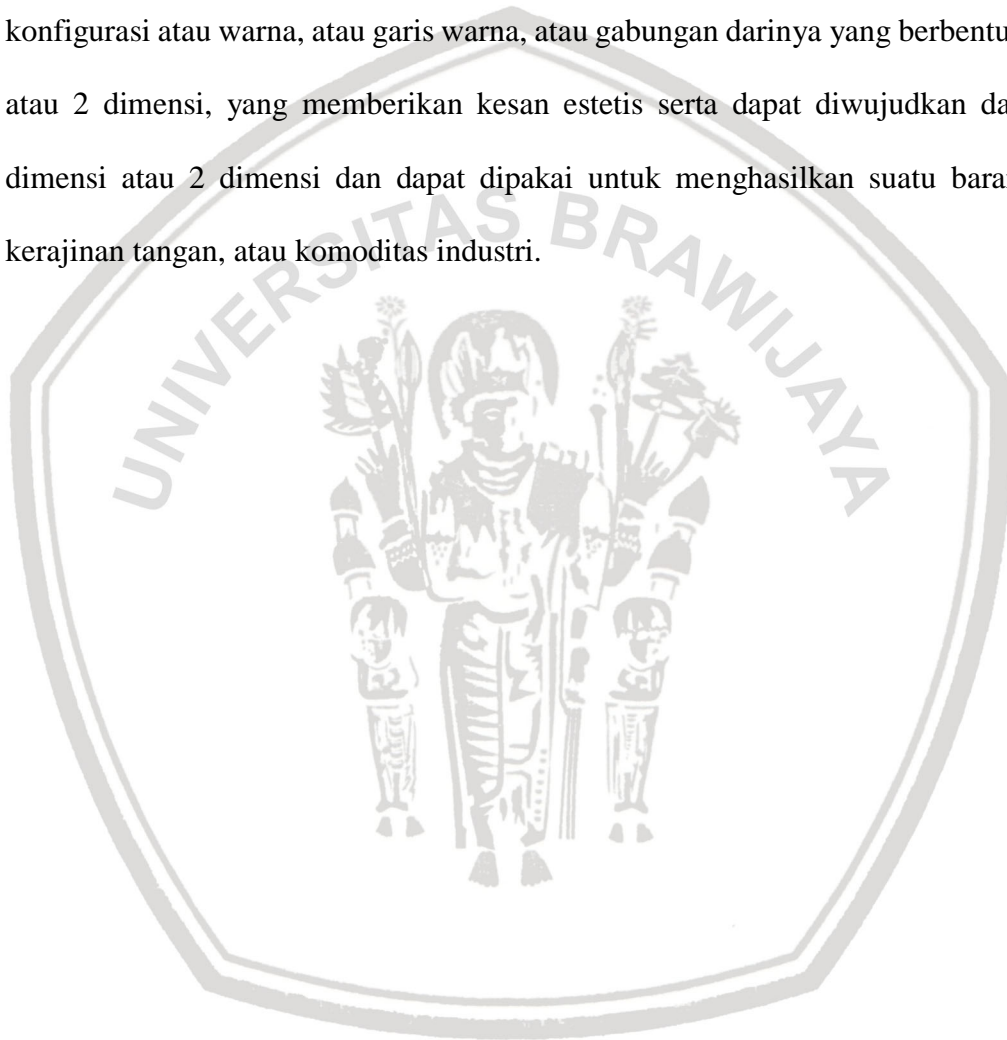 konfigurasi atau warna, atau garis warna, atau gabungan darinya yang berbentu
atau 2 dimensi, yang memberikan kesan estetis serta dapat diwujudkan da
dimensi atau 2 dimensi dan dapat dipakai untuk menghasilkan suatu bara
kerajinan tangan, atau komoditas industri.
UNIVERSITAS BRAWIJAYA